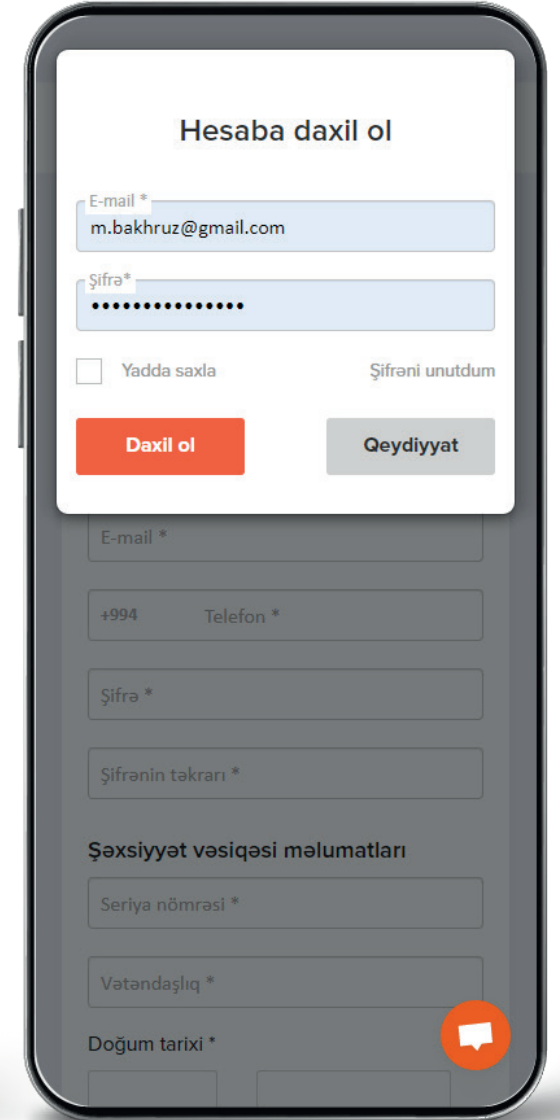 Hesaba daxil ol
E-mail *
m.bakhruz@gmail.com
Şifrə*
•••••••••••••••
Yadda saxla
Şifrəni unutdum
Daxil ol
Qeydiyyat
E-mail *
+994 Telefon *
Şifrə *
Şifrənin təkrarı *
Şəxsiyyət vəsiqəsi məlumatları
Seriya nömrəsi *
Vətəndaşlıq *
Doğum tarixi *